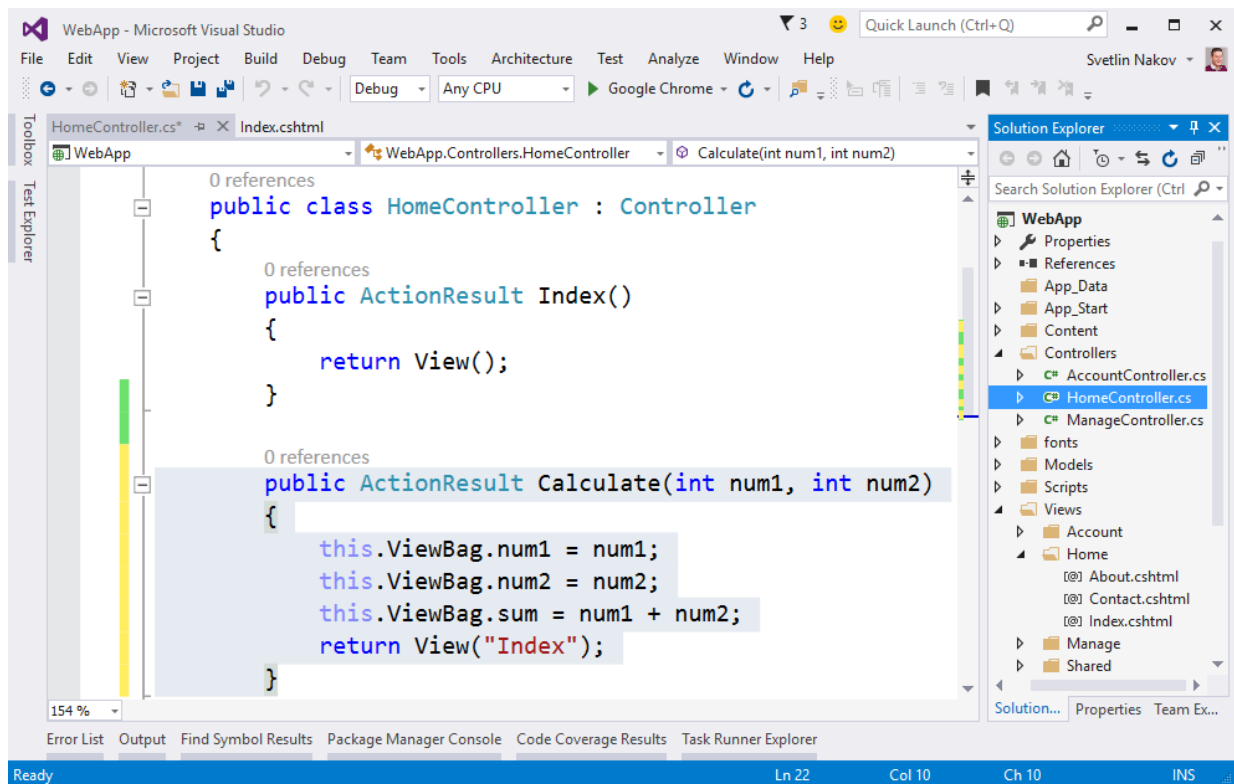 WebApp - Microsoft Visual Studio
3
Quick Launch (Ctrl+Q)
File Edit View Project Build Debug Team Tools Architecture Test Analyze Window Help
Svetlin Nakov
Debug Any CPU Google Chrome
Toolbox
Test Explorer
HomeController.cs* Index.cshtml
WebApp WebApp.Controllers.HomeController Calculate(int num1, int num2)
0 references
public class HomeController : Controller
{
0 references
public ActionResult Index()
{
return View();
}
0 references
public ActionResult Calculate(int num1, int num2)
{
this.ViewBag.num1 = num1;
this.ViewBag.num2 = num2;
this.ViewBag.sum = num1 + num2;
return View("Index");
}
154 %
Solution Explorer
Search Solution Explorer (Ctrl
WebApp
Properties
References
App_Data
App_Start
Content
Controllers
C# AccountController.cs
C# HomeController.cs
C# ManageController.cs
fonts
Models
Scripts
Views
Account
Home
[@] About.cshtml
[@] Contact.cshtml
[@] Index.cshtml
Manage
Shared
Solution... Properties Team Ex...
Error List Output Find Symbol Results Package Manager Console Code Coverage Results Task Runner Explorer
Ready Ln 22 Col 10 Ch 10 INS